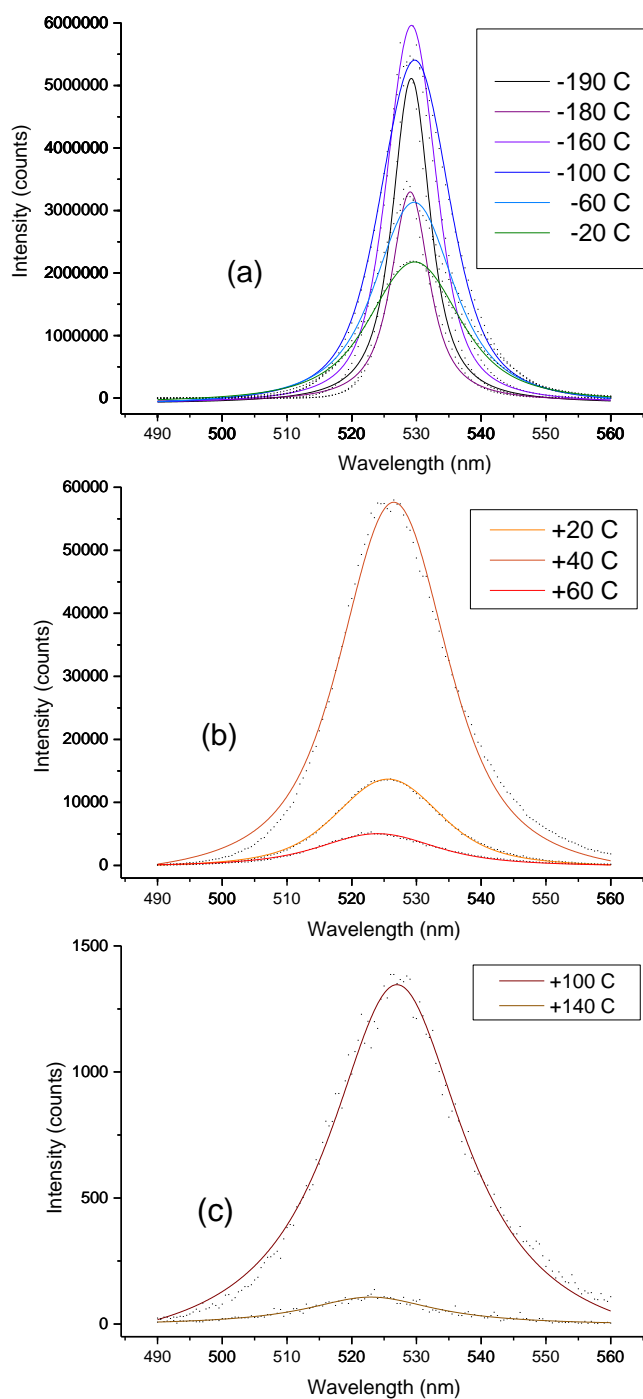 6000000
5000000
4000000
3000000
2000000
1000000
0
Intensity (counts)
-190 C
-180 C
-160 C
-100 C
-60 C
-20 C
(a)
490 500 510 520 530 540 550 560
Wavelength (nm)
60000
50000
40000
30000
20000
10000
0
Intensity (counts)
+20 C
+40 C
+60 C
(b)
490 500 510 520 530 540 550 560
Wavelength (nm)
1500
1000
500
0
Intensity (counts)
+100 C
+140 C
(c)
490 500 510 520 530 540 550 560
Wavelength (nm)